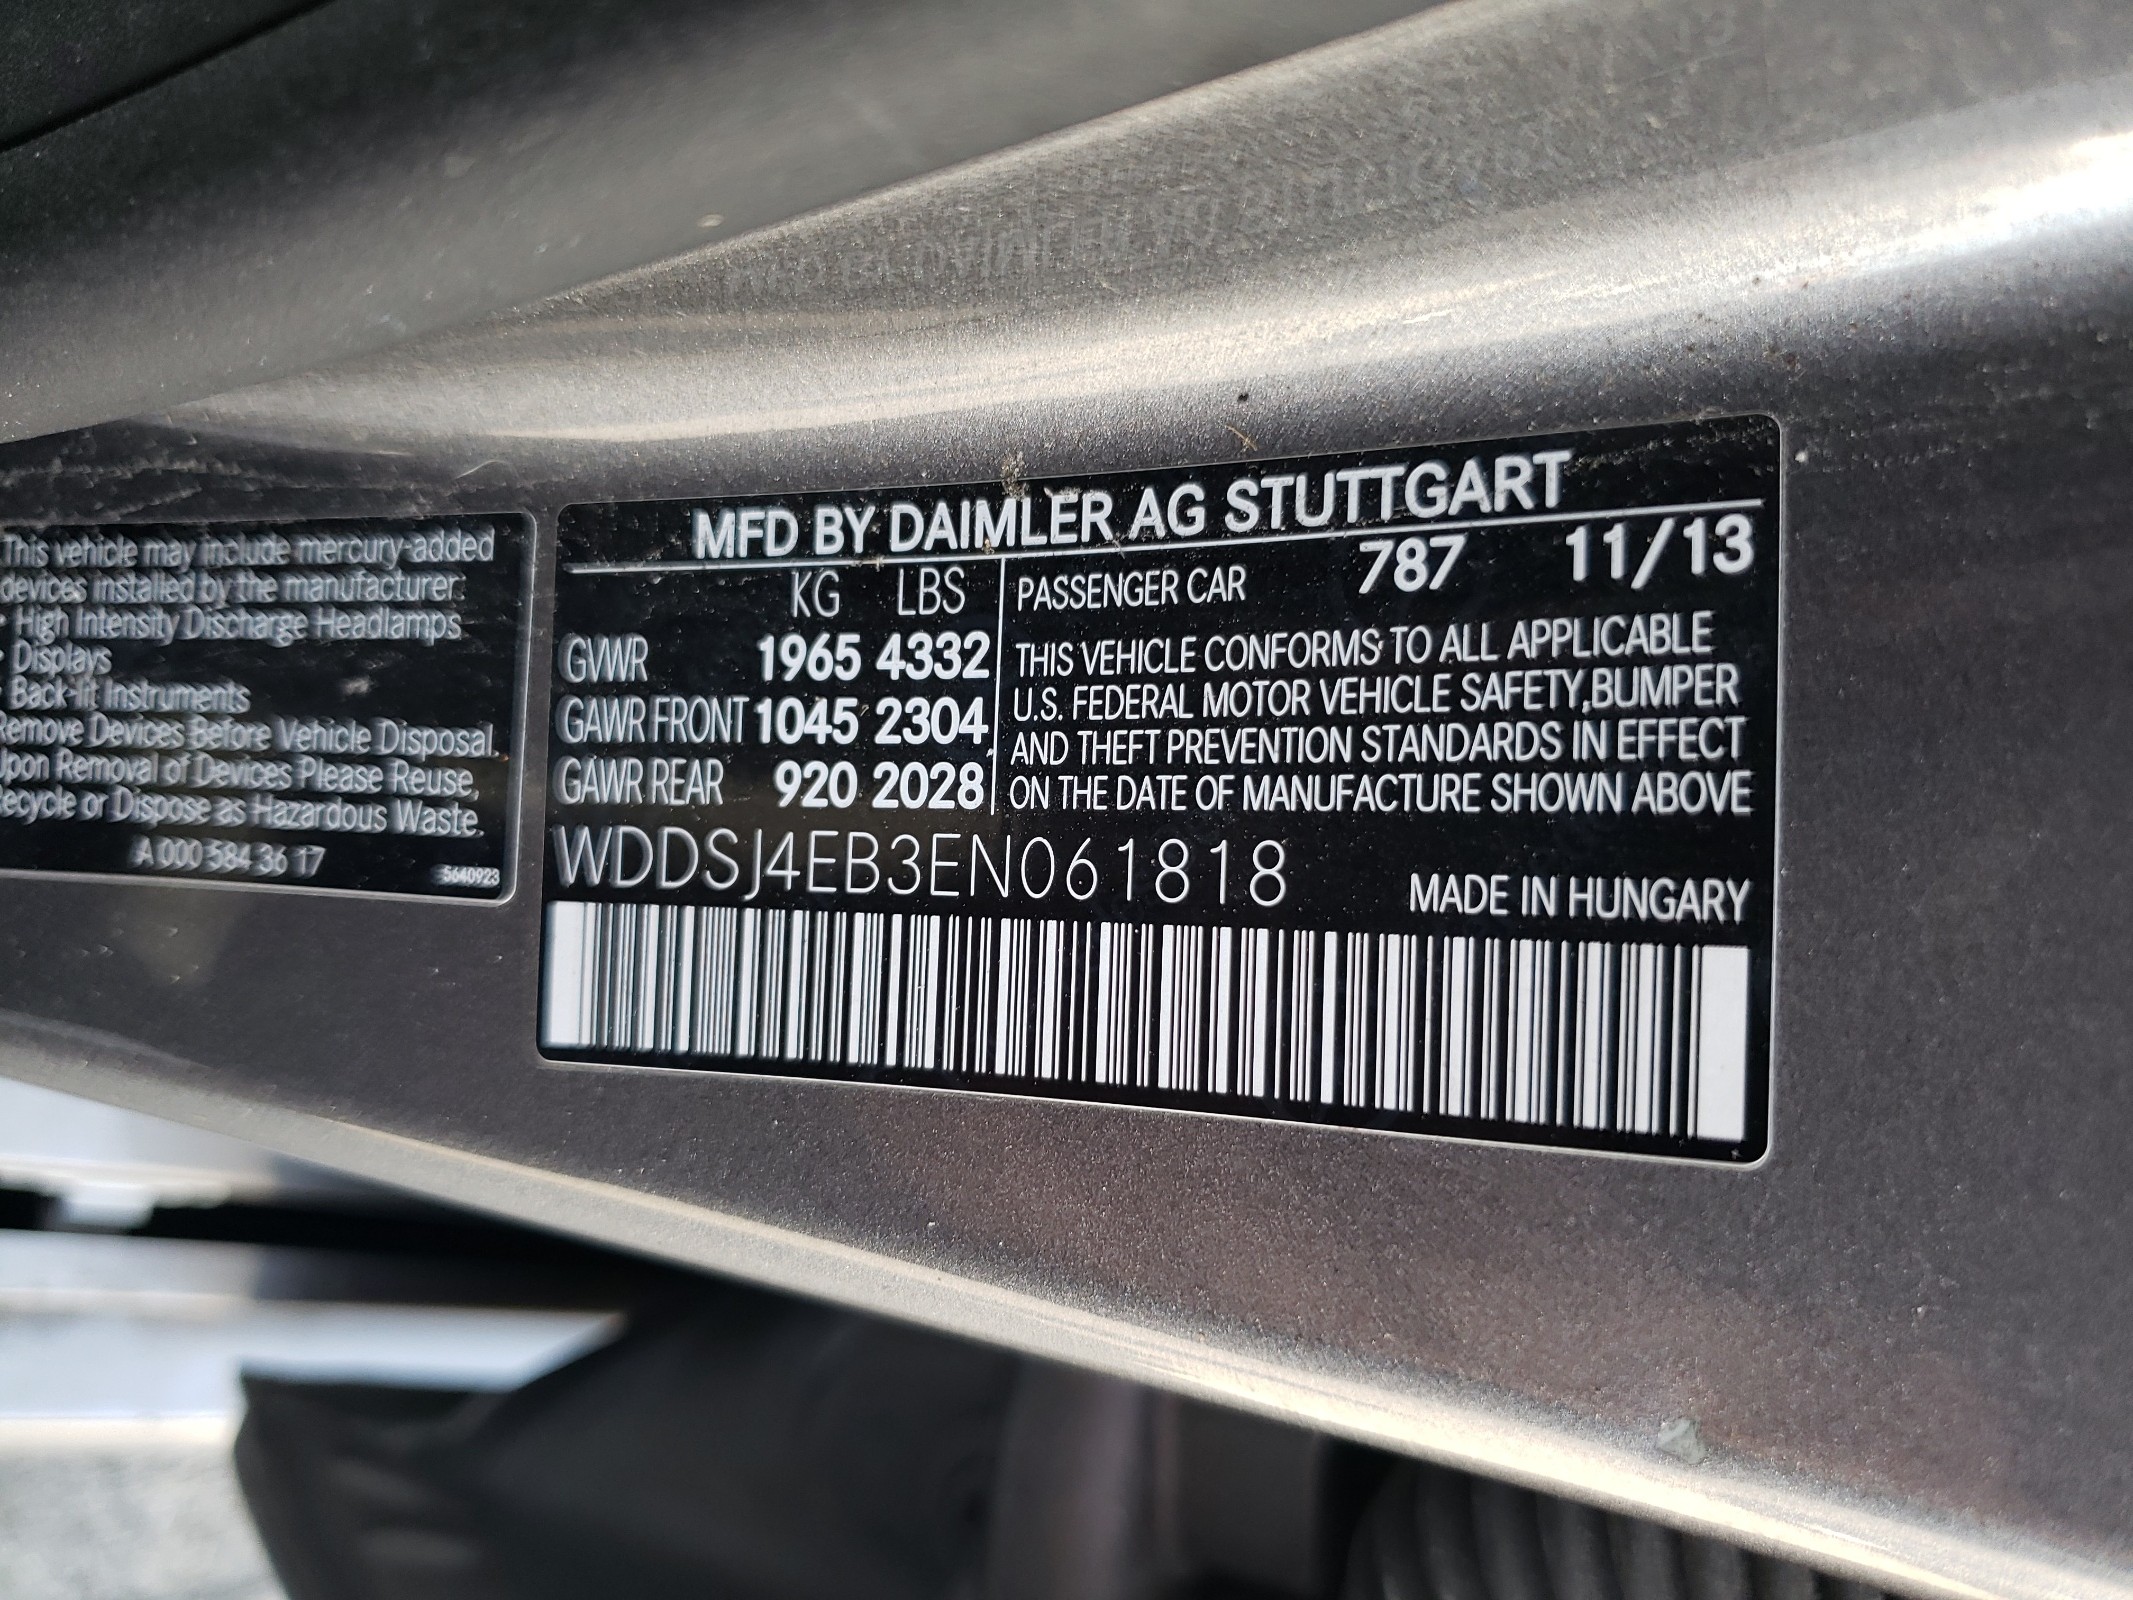 This vehicle may include mercury-added
devices installed by the manufacturer:
· High Intensity Discharge Headlamps
· Displays
· Back-lit Instruments
Remove Devices Before Vehicle Disposal.
Upon Removal of Devices Please Reuse,
Recycle or Dispose as Hazardous Waste.
A 000 584 36 17
5640923
MFD BY DAIMLER AG STUTTGART
KG LBS
GVWR 1965 4332
GAWR FRONT 1045 2304
GAWR REAR 920 2028
PASSENGER CAR 787 11/13
THIS VEHICLE CONFORMS TO ALL APPLICABLE
U.S. FEDERAL MOTOR VEHICLE SAFETY,BUMPER
AND THEFT PREVENTION STANDARDS IN EFFECT
ON THE DATE OF MANUFACTURE SHOWN ABOVE
WDDSJ4EB3EN061818
MADE IN HUNGARY